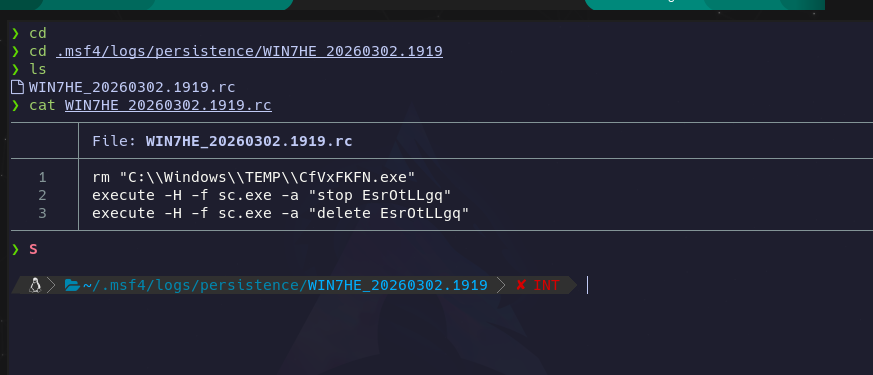 ❯ cd
❯ cd .msf4/logs/persistence/WIN7HE_20260302.1919
❯ ls
WIN7HE_20260302.1919.rc
❯ cat WIN7HE_20260302.1919.rc
File: WIN7HE_20260302.1919.rc
1 rm "C:\\Windows\\TEMP\\CfVxFKFN.exe"
2 execute -H -f sc.exe -a "stop EsrOtLLgq"
3 execute -H -f sc.exe -a "delete EsrOtLLgq"
❯ S
~/.msf4/logs/persistence/WIN7HE_20260302.1919 ✘ INT